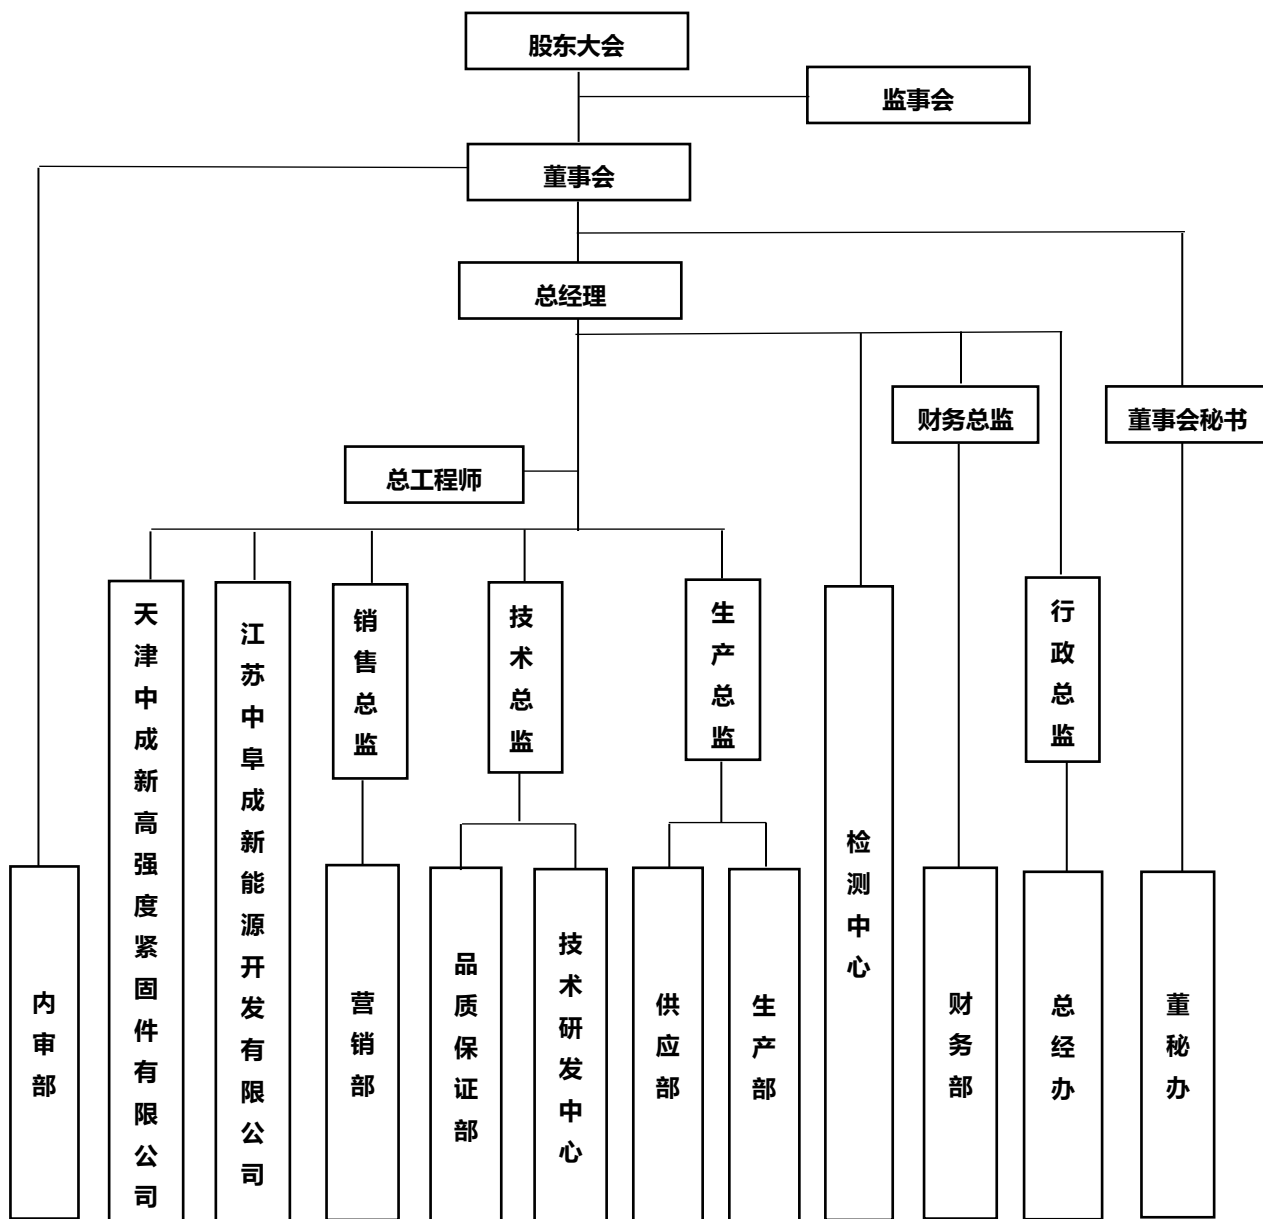 股东大会
监事会
董事会
总经理
财务总监
董事会秘书
总工程师
天津中成新高强度紧固件有限公司
江苏中阜成新能源开发有限公司
销售总监
技术总监
生产总监
行政总监
检测中心
内审部
营销部
品质保证部
技术研发中心
供应部
生产部
财务部
总经办
董秘办